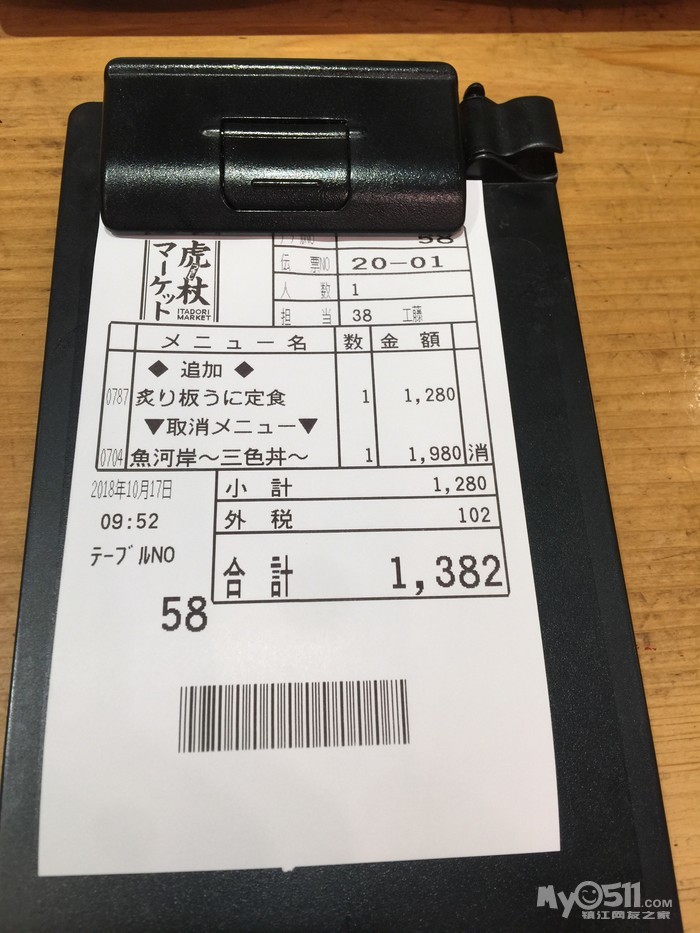 虎杖
マーケット
ITADORI
MARKET
58
伝 票NO 20-01
人 数 1
担 当 38 工藤
メニュー名 数 金 額
◆ 追加 ◆
0787 炙り板うに定食 1 1,280
▼取消メニュー▼
0704 魚河岸～三色丼～ 1 1,980 消
2018年10月17日
09:52
テーブルNO
58
小 計 1,280
外 税 102
合 計 1,382
My0511.COM
镇江网友之家